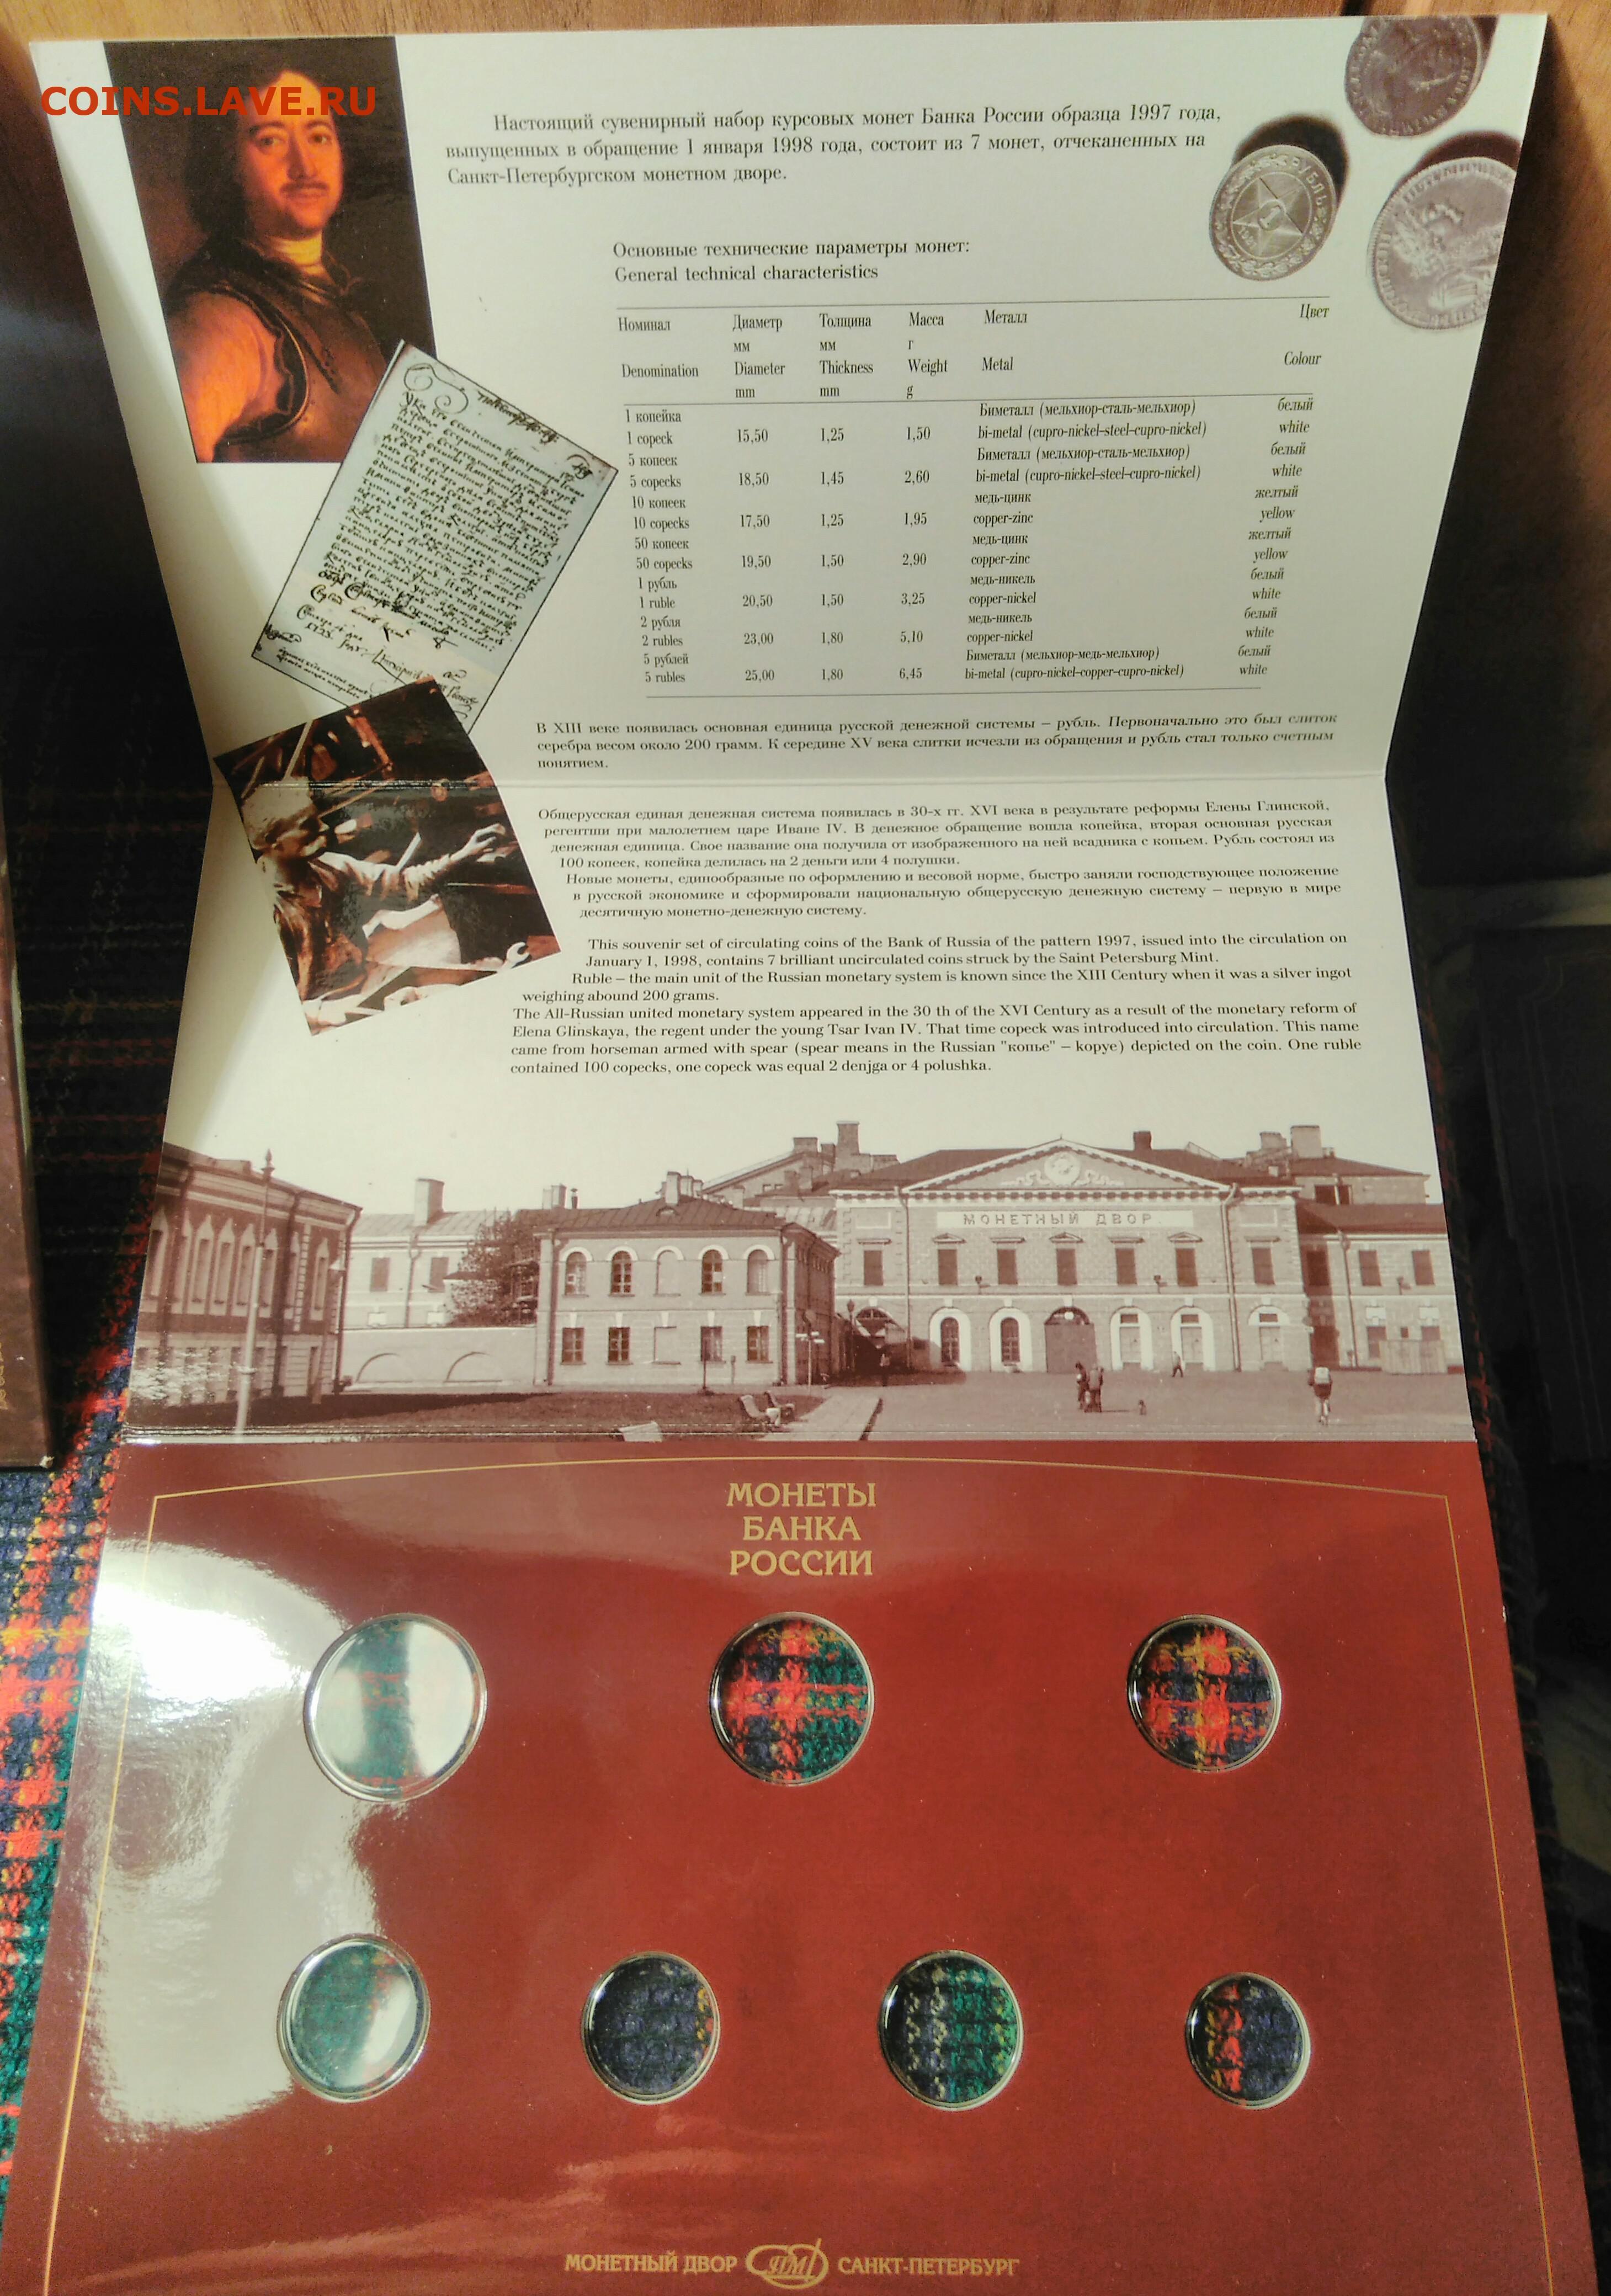 COINS.LAVE.RU
Настоящий сувенирный набор курсовых монет Банка России образца 1997 года,
выпущенных в обращение 1 января 1998 года, состоит из 7 монет, отчеканенных на
Санкт-Петербургском монетном дворе.
Основные технические параметры монет:
General technical characteristics
Номинал Диаметр Толщина Масса Металл Цвет
мм мм г
Denomination Diameter Thickness Weight Metal Colour
mm mm g
1 копейка Биметалл (мельхиор-сталь-мельхиор) белый
1 copeck 15,50 1,25 1,50 bi-metal (cupro-nickel-steel-cupro-nickel) white
5 копеек Биметалл (мельхиор-сталь-мельхиор) белый
5 copecks 18,50 1,45 2,60 bi-metal (cupro-nickel-steel-cupro-nickel) white
10 копеек медь-цинк желтый
10 copecks 17,50 1,25 1,95 copper-zinc yellow
50 копеек медь-цинк желтый
50 copecks 19,50 1,50 2,90 copper-zinc yellow
1 рубль медь-никель белый
1 ruble 20,50 1,50 3,25 copper-nickel white
2 рубля медь-никель белый
2 rubles 23,00 1,80 5,10 copper-nickel white
5 рублей Биметалл (мельхиор-медь-мельхиор) белый
5 rubles 25,00 1,80 6,45 bi-metal (cupro-nickel-copper-cupro-nickel) white
В XIII веке появилась основная единица русской денежной системы – рубль. Первоначально это был слиток
серебра весом около 200 грамм. К середине XV века слитки исчезли из обращения и рубль стал только счетным
понятием.
Общерусская единая денежная система появилась в 30-х гг. XVI века в результате реформы Елены Глинской,
регентши при малолетнем царе Иване IV. В денежное обращение вошла копейка, вторая основная русская
денежная единица. Свое название она получила от изображенного на ней всадника с копьем. Рубль состоял из
100 копеек, копейка делилась на 2 деньги или 4 полушки.
Новые монеты, единообразные по оформлению и весовой норме, быстро заняли господствующее положение
в русской экономике и сформировали национальную общерусскую денежную систему – первую в мире
десятичную монетно-денежную систему.
This souvenir set of circulating coins of the Bank of Russia of the pattern 1997, issued into the circulation on
January 1, 1998, contains 7 brilliant uncirculated coins struck by the Saint Petersburg Mint.
Ruble – the main unit of the Russian monetary system is known since the XIII Century when it was a silver ingot
weighing abound 200 grams.
The All-Russian united monetary system appeared in the 30 th of the XVI Century as a result of the monetary reform of
Elena Glinskaya, the regent under the young Tsar Ivan IV. That time copeck was introduced into circulation. This name
came from horseman armed with spear (spear means in the Russian "копье" – kopye) depicted on the coin. One ruble
contained 100 copecks, one copeck was equal 2 denjga or 4 polushka.
МОНЕТНЫЙ ДВОР
МОНЕТЫ
БАНКА
РОССИИ
МОНЕТНЫЙ ДВОР СПМД САНКТ-ПЕТЕРБУРГ